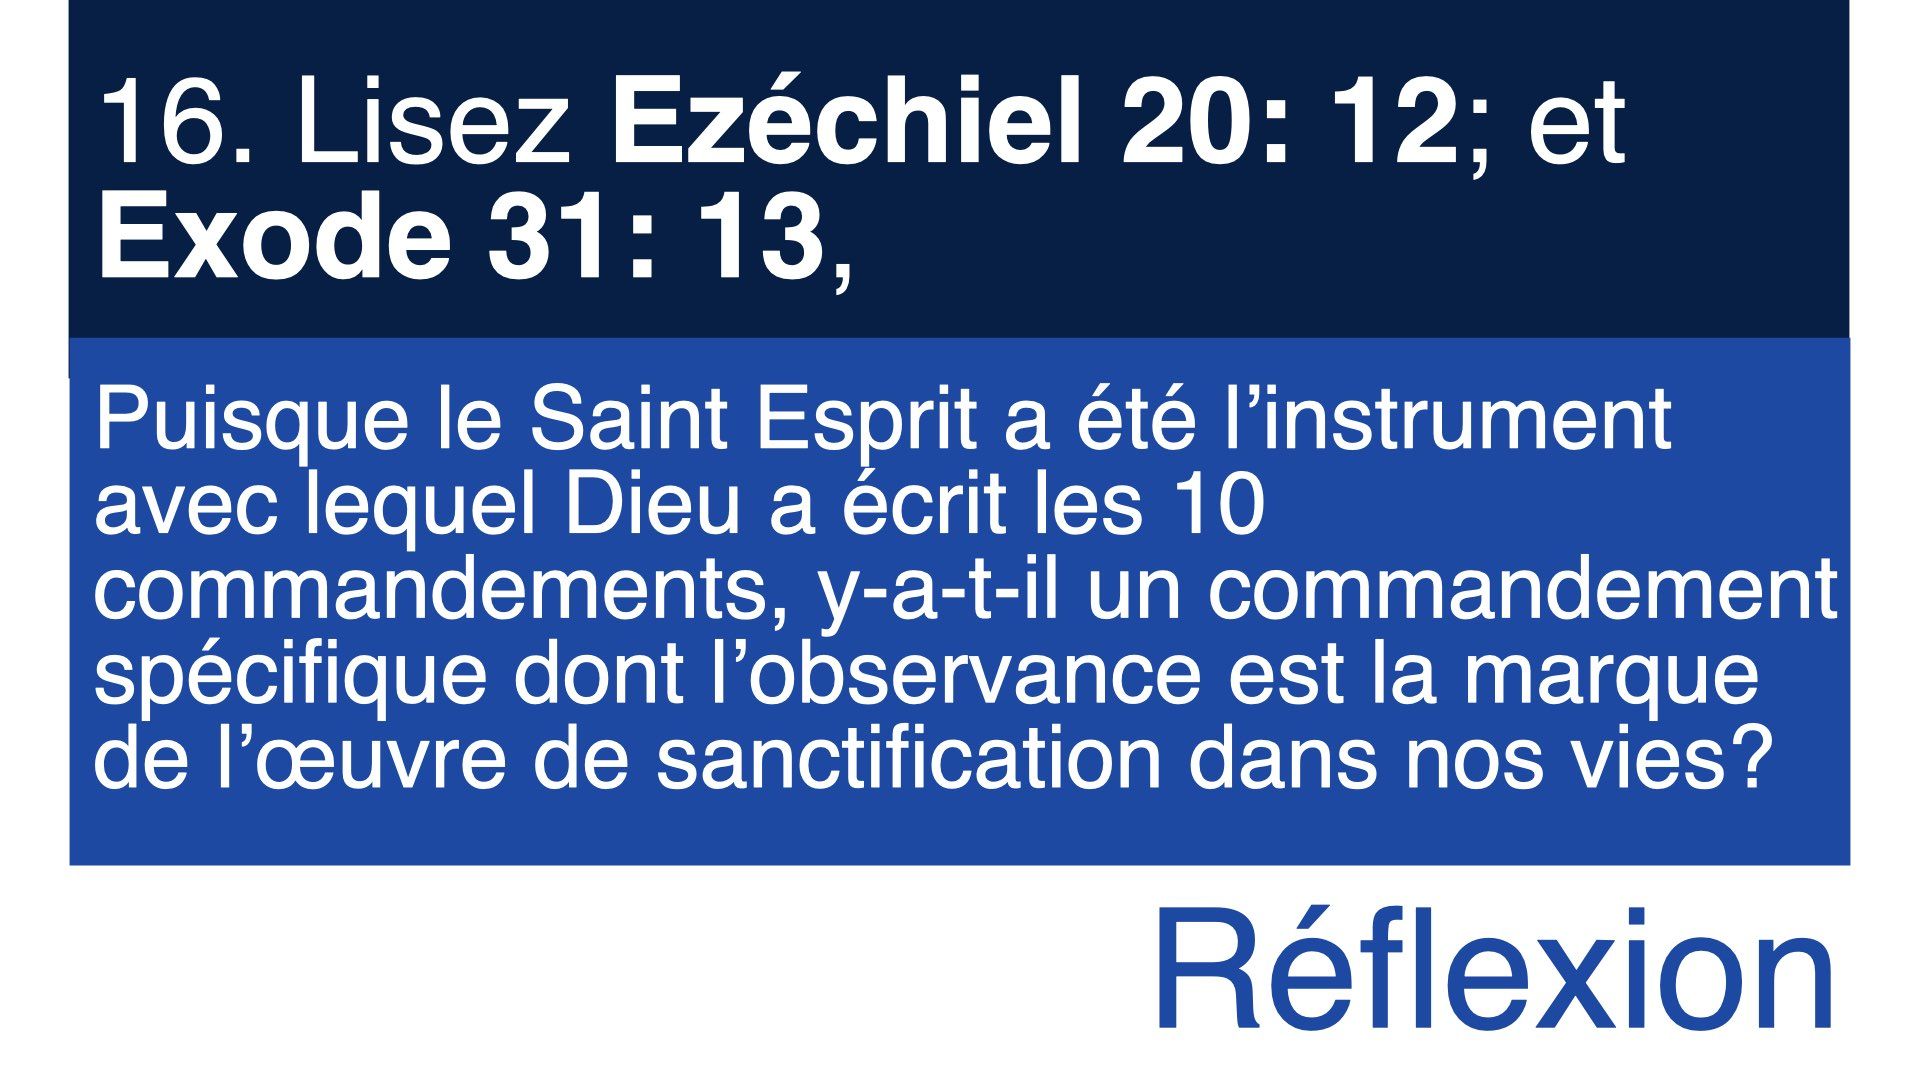 16. Lisez Ezéchiel 20: 12; et
Exode 31: 13,
Puisque le Saint Esprit a été l’instrument
avec lequel Dieu a écrit les 10
commandements, y-a-t-il un commandement
spécifique dont l’observance est la marque
de l’œuvre de sanctification dans nos vies?
Réflexion